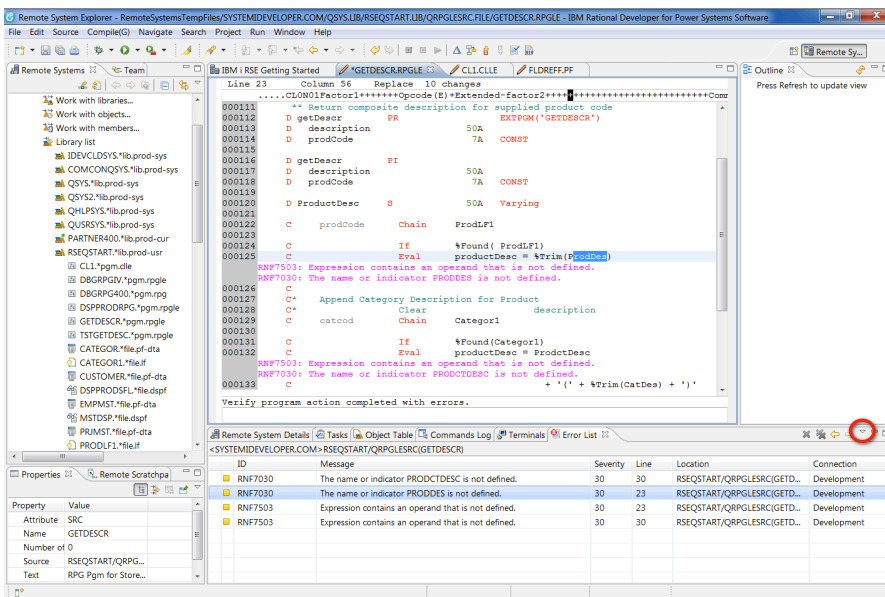 Remote System Explorer - RemoteSystemsTempFiles/SYSTEMIDEVELOPER.COM/QSYS.LIB/RSEQSTART.LIB/QRPGLESRC.FILE/GETDESCR.RPGLE - IBM Rational Developer for Power Systems Software
File Edit Source Compile(G) Navigate Search Project Run Window Help
Remote Sy...
Remote Systems Team
Work with libraries...
Work with objects...
Work with members...
Library list
IDEVCLDSYS.*lib.prod-sys
COMCONQSYS.*lib.prod-sys
QSYS.*lib.prod-sys
QSYS2.*lib.prod-sys
QHLPSYS.*lib.prod-sys
QUSRSYS.*lib.prod-sys
PARTNER400.*lib.prod-cur
RSEQSTART.*lib.prod-usr
CL1.*pgm.clle
DBGRPGIV.*pgm.rpgle
DBGRPG400.*pgm.rpg
DSPPRODRPG.*pgm.rpgle
GETDESCR.*pgm.rpgle
TSTGETDESC.*pgm.rpgle
CATEGOR.*file.pf-dta
CATEGOR1.*file.lf
CUSTOMER.*file.pf-dta
DSPPRODSFL.*file.dspf
EMPMST.*file.pf-dta
MSTDSP.*file.dspf
PRJMST.*file.pf-dta
PRODLF1.*file.lf
IBM i RSE Getting Started *GETDESCR.RPGLE CL1.CLLE FLDREFF.PF
Line 23 Column 56 Replace 10 changes
.....CL0N01Factor1+++++++Opcode(E)+Extended-factor2++++++++++++++++++++++++++++++Comm
000111 ** Return composite description for supplied product code
000112 D getDescr PR EXTPGM('GETDESCR')
000113 D description 50A
000114 D prodCode 7A CONST
000115
000116 D getDescr PI
000117 D description 50A
000118 D prodCode 7A CONST
000119
000120 D ProductDesc S 50A Varying
000121
000122 C prodCode Chain ProdLF1
000123
000124 C If %Found( ProdLF1)
000125 C Eval productDesc = %Trim(ProdDes)
RNF7503: Expression contains an operand that is not defined.
RNF7030: The name or indicator PRODDES is not defined.
000126 C
000127 C* Append Category Description for Product
000128 C* Clear description
000129 C catcod Chain Categor1
000130
000131 C If %Found(Categor1)
000132 C Eval productDesc = ProdctDesc
RNF7503: Expression contains an operand that is not defined.
RNF7030: The name or indicator PRODCTDESC is not defined.
000133 C + '(' + %Trim(CatDes) + ')'
Verify program action completed with errors.
Outline
Press Refresh to update view
Properties Remote Scratchpa
Property Value
Attribute SRC
Name GETDESCR
Number of 0
Source RSEQSTART/QRPG...
Text RPG Pgm for Store...
Remote System Details Tasks Object Table Commands Log Terminals Error List
<SYSTEMIDEVELOPER.COM>RSEQSTART/QRPGLESRC(GETDESCR)
ID Message Severity Line Location Connection
RNF7030 The name or indicator PRODCTDESC is not defined. 30 30 RSEQSTART/QRPGLESRC(GETD... Development
RNF7030 The name or indicator PRODDES is not defined. 30 23 RSEQSTART/QRPGLESRC(GETD... Development
RNF7503 Expression contains an operand that is not defined. 30 23 RSEQSTART/QRPGLESRC(GETD... Development
RNF7503 Expression contains an operand that is not defined. 30 30 RSEQSTART/QRPGLESRC(GETD... Development